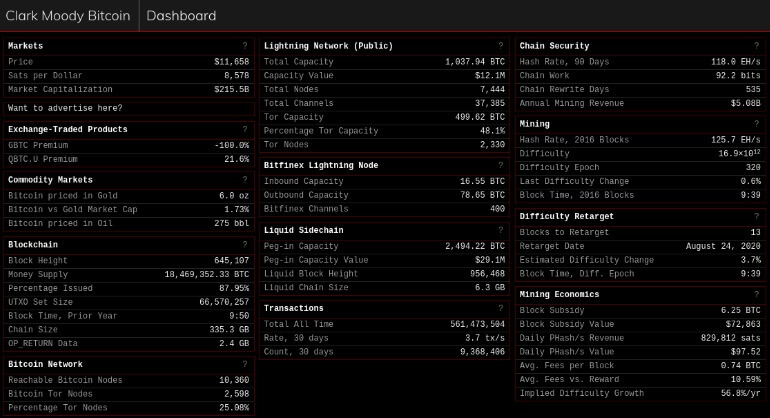 Clark Moody Bitcoin Dashboard
Markets ?
Price $11,658
Sats per Dollar 8,578
Market Capitalization $215.5B
Want to advertise here?
Exchange-Traded Products ?
GBTC Premium -100.0%
QBTC.U Premium 21.6%
Commodity Markets ?
Bitcoin priced in Gold 6.0 oz
Bitcoin vs Gold Market Cap 1.73%
Bitcoin priced in Oil 275 bbl
Blockchain ?
Block Height 645,107
Money Supply 18,469,352.33 BTC
Percentage Issued 87.95%
UTXO Set Size 66,570,257
Block Time, Prior Year 9:50
Chain Size 335.3 GB
OP_RETURN Data 2.4 GB
Bitcoin Network ?
Reachable Bitcoin Nodes 10,360
Bitcoin Tor Nodes 2,598
Percentage Tor Nodes 25.08%
Lightning Network (Public) ?
Total Capacity 1,037.94 BTC
Capacity Value $12.1M
Total Nodes 7,444
Total Channels 37,385
Tor Capacity 499.62 BTC
Percentage Tor Capacity 48.1%
Tor Nodes 2,330
Bitfinex Lightning Node ?
Inbound Capacity 16.55 BTC
Outbound Capacity 78.65 BTC
Bitfinex Channels 400
Liquid Sidechain ?
Peg-in Capacity 2,494.22 BTC
Peg-in Capacity Value $29.1M
Liquid Block Height 956,468
Liquid Chain Size 6.3 GB
Transactions ?
Total All Time 561,473,504
Rate, 30 days 3.7 tx/s
Count, 30 days 9,368,406
Chain Security ?
Hash Rate, 90 Days 118.0 EH/s
Chain Work 92.2 bits
Chain Rewrite Days 535
Annual Mining Revenue $5.08B
Mining ?
Hash Rate, 2016 Blocks 125.7 EH/s
Difficulty 16.9×10¹²
Difficulty Epoch 320
Last Difficulty Change 0.6%
Block Time, 2016 Blocks 9:39
Difficulty Retarget ?
Blocks to Retarget 13
Retarget Date August 24, 2020
Estimated Difficulty Change 3.7%
Block Time, Diff. Epoch 9:39
Mining Economics ?
Block Subsidy 6.25 BTC
Block Subsidy Value $72,863
Daily PHash/s Revenue 829,812 sats
Daily PHash/s Value $97.52
Avg. Fees per Block 0.74 BTC
Avg. Fees vs. Reward 10.59%
Implied Difficulty Growth 56.8%/yr